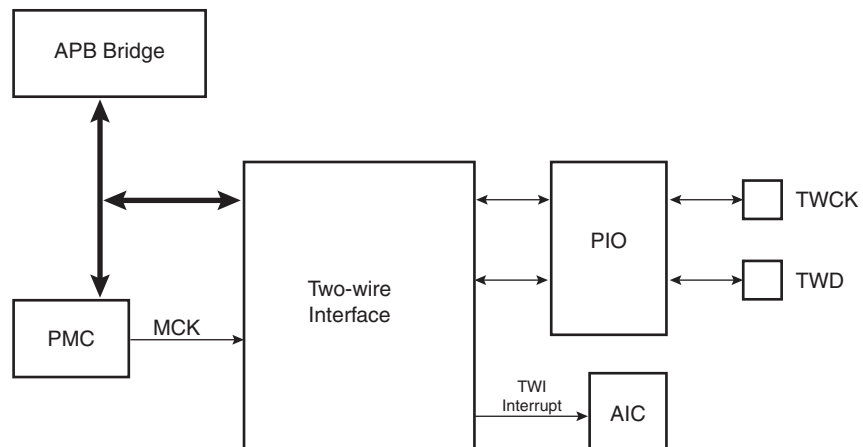 APB Bridge
TWCK
PIO
TWD
Two-wire
Interface
PMC
MCK
TWI
Interrupt
AIC